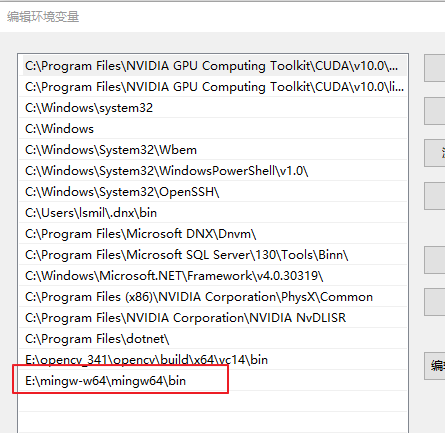 编辑环境变量
C:\Program Files\NVIDIA GPU Computing Toolkit\CUDA\v10.0\...
C:\Program Files\NVIDIA GPU Computing Toolkit\CUDA\v10.0\li...
C:\Windows\system32
C:\Windows
C:\Windows\System32\Wbem
C:\Windows\System32\WindowsPowerShell\v1.0\
C:\Windows\System32\OpenSSH\
C:\Users\lsmil\.dnx\bin
C:\Program Files\Microsoft DNX\Dnvm\
C:\Program Files\Microsoft SQL Server\130\Tools\Binn\
C:\Windows\Microsoft.NET\Framework\v4.0.30319\
C:\Program Files (x86)\NVIDIA Corporation\PhysX\Common
C:\Program Files\NVIDIA Corporation\NVIDIA NvDLISR
C:\Program Files\dotnet\
E:\opencv_341\opencv\build\x64\vc14\bin
E:\mingw-w64\mingw64\bin